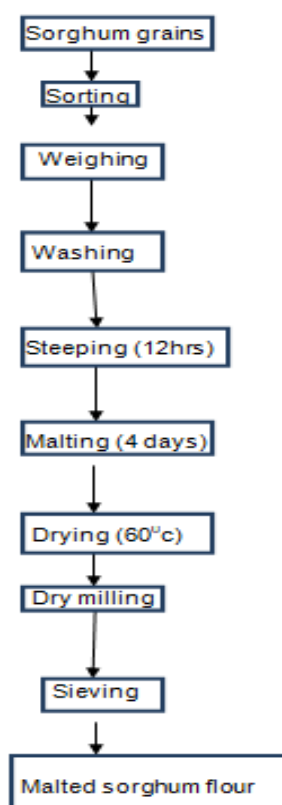 Sorghum grains
Sorting
Weighing
Washing
Steeping (12hrs)
Malting (4 days)
Drying (60⁰c)
Dry milling
Sieving
Malted sorghum flour